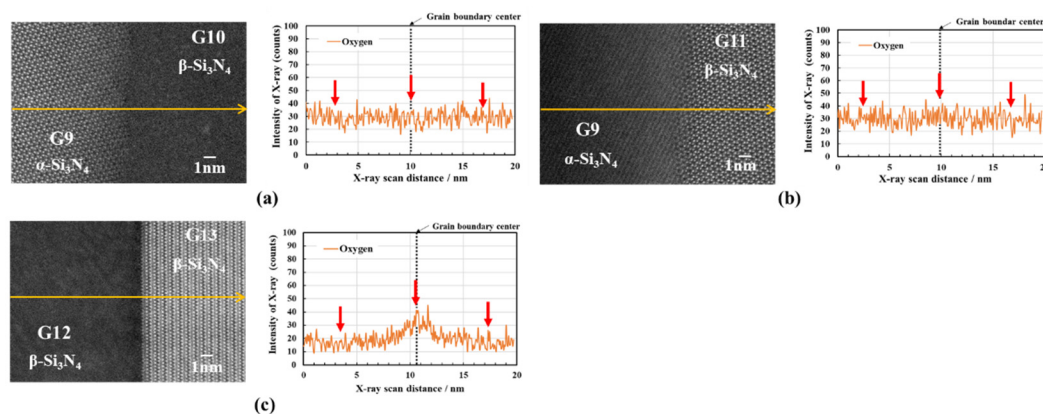 G10
β-Si₃N₄
G9
α-Si₃N₄
1nm
Grain boundary center
Intensity of X-ray (counts)
100
90
80
70
60
50
40
30
20
10
0
Oxygen
0 5 10 15 20
X-ray scan distance / nm
(a)
G11
β-Si₃N₄
G9
α-Si₃N₄
1nm
Grain boundar center
Intensity of X-ray (counts)
100
90
80
70
60
50
40
30
20
10
0
Oxygen
0 5 10 15 20
X-ray scan distance / nm
(b)
G13
β-Si₃N₄
G12
β-Si₃N₄
1nm
Grain boundary center
Intensity of X-ray (counts)
100
90
80
70
60
50
40
30
20
10
0
Oxygen
0 5 10 15 20
X-ray scan distance / nm
(c)